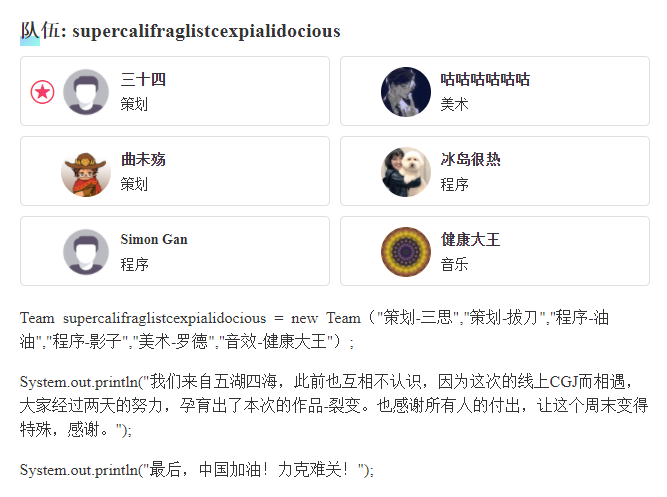 队伍: supercalifraglistcexpialidocious
三十四
策划
咕咕咕咕咕咕
美术
曲未殇
策划
冰岛很热
程序
Simon Gan
程序
健康大王
音乐
Team supercalifraglistcexpialidocious = new Team（"策划-三思","策划-拔刀","程序-油
油","程序-影子","美术-罗德","音效-健康大王"）;
System.out.println("我们来自五湖四海，此前也互相不认识，因为这次的线上CGJ而相遇，
大家经过两天的努力，孕育出了本次的作品-裂变。也感谢所有人的付出，让这个周末变得
特殊，感谢。");
System.out.println("最后，中国加油！力克难关！");